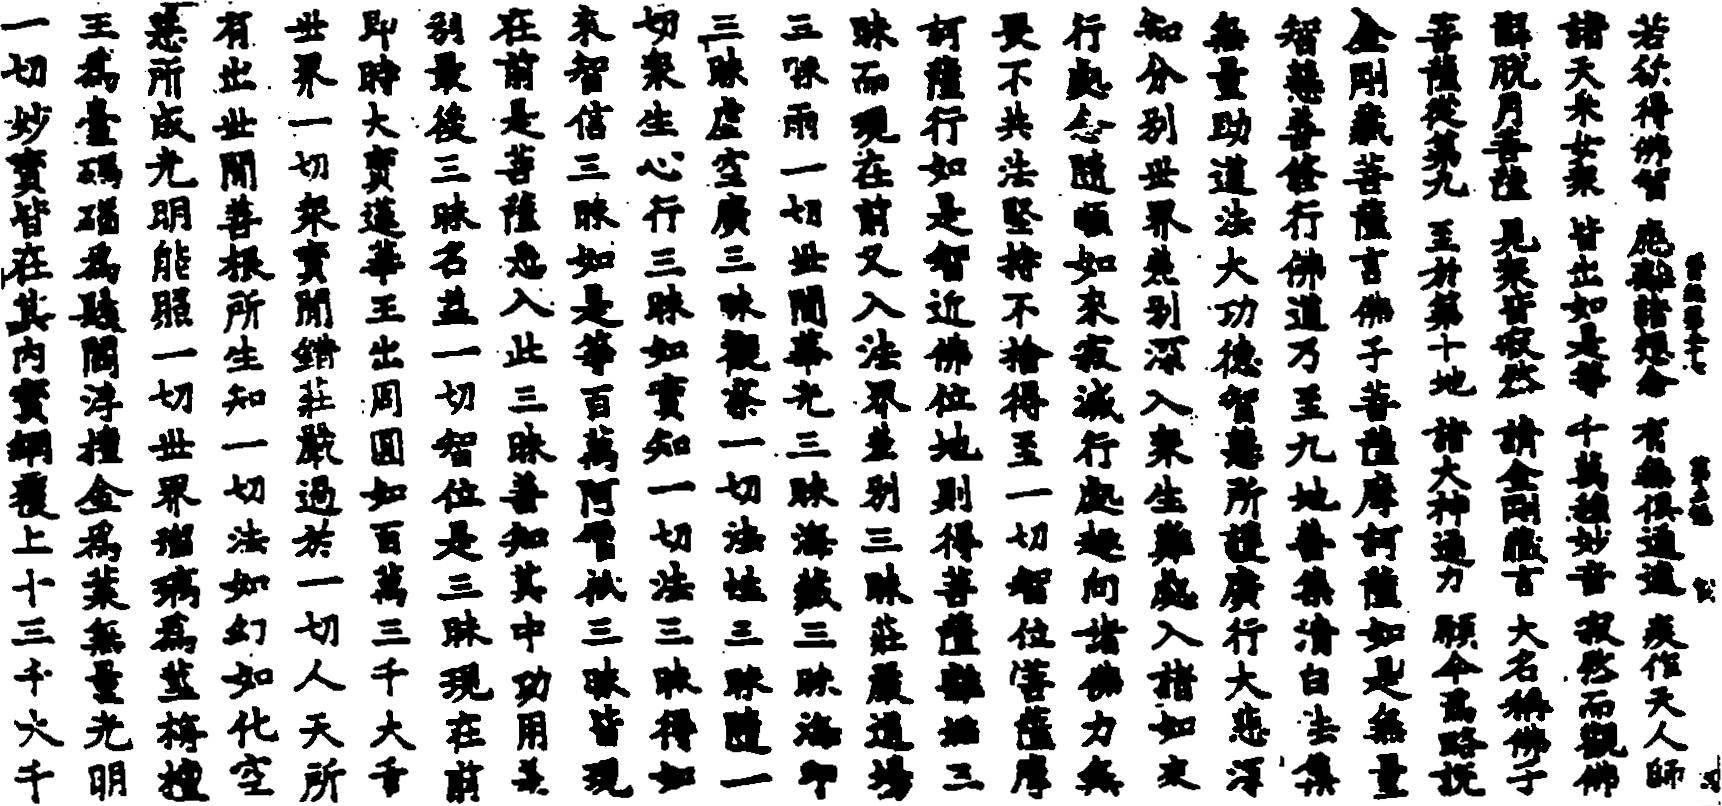 若欲得佛智 應離諸想念 有無俱通達 疾作天人師
諸天采女衆 皆出如是等 千萬種妙音 寂然而觀佛
解脫月菩薩 見衆皆寂然 請金剛藏言 大名稱佛子
菩薩從第九 至於第十地 諸大神通力 願今爲略說
金剛藏菩薩言佛子菩薩摩訶薩如是無量
智慧善修行佛道乃至九地善集清白法集
無量助道法大功德智慧所護廣行大悲深
知分別世界差別深入衆生難處入諸如來
行處念隨順如來寂滅行處趣向諸佛力無
畏不共法堅持不捨得至一切智位菩薩摩
訶薩行如是智近佛位地則得菩薩離垢三
昧而現在前又入法界差別三昧莊嚴道場
三昧雨一切世間華光三昧海藏三昧海印
三昧虛空廣三昧觀察一切法性三昧隨一
切衆生心行三昧如實知一切法三昧得如
來智信三昧如是等百萬阿僧祇三昧皆現
在前是菩薩悉入此三昧善知其中功用差
別最後三昧名益一切智位是三昧現在前
即時大寶蓮華王出周圓如百萬三千大千
世界一切衆寶間錯莊嚴過於一切人天所
有出世間善根所生知一切法如幻如化空
慧所成光明能照一切世界瑠璃爲莖栴檀
王爲臺碼碯爲鬚閻浮檀金爲葉無量光明
一切妙寶皆在其內寶網覆上十三千大千